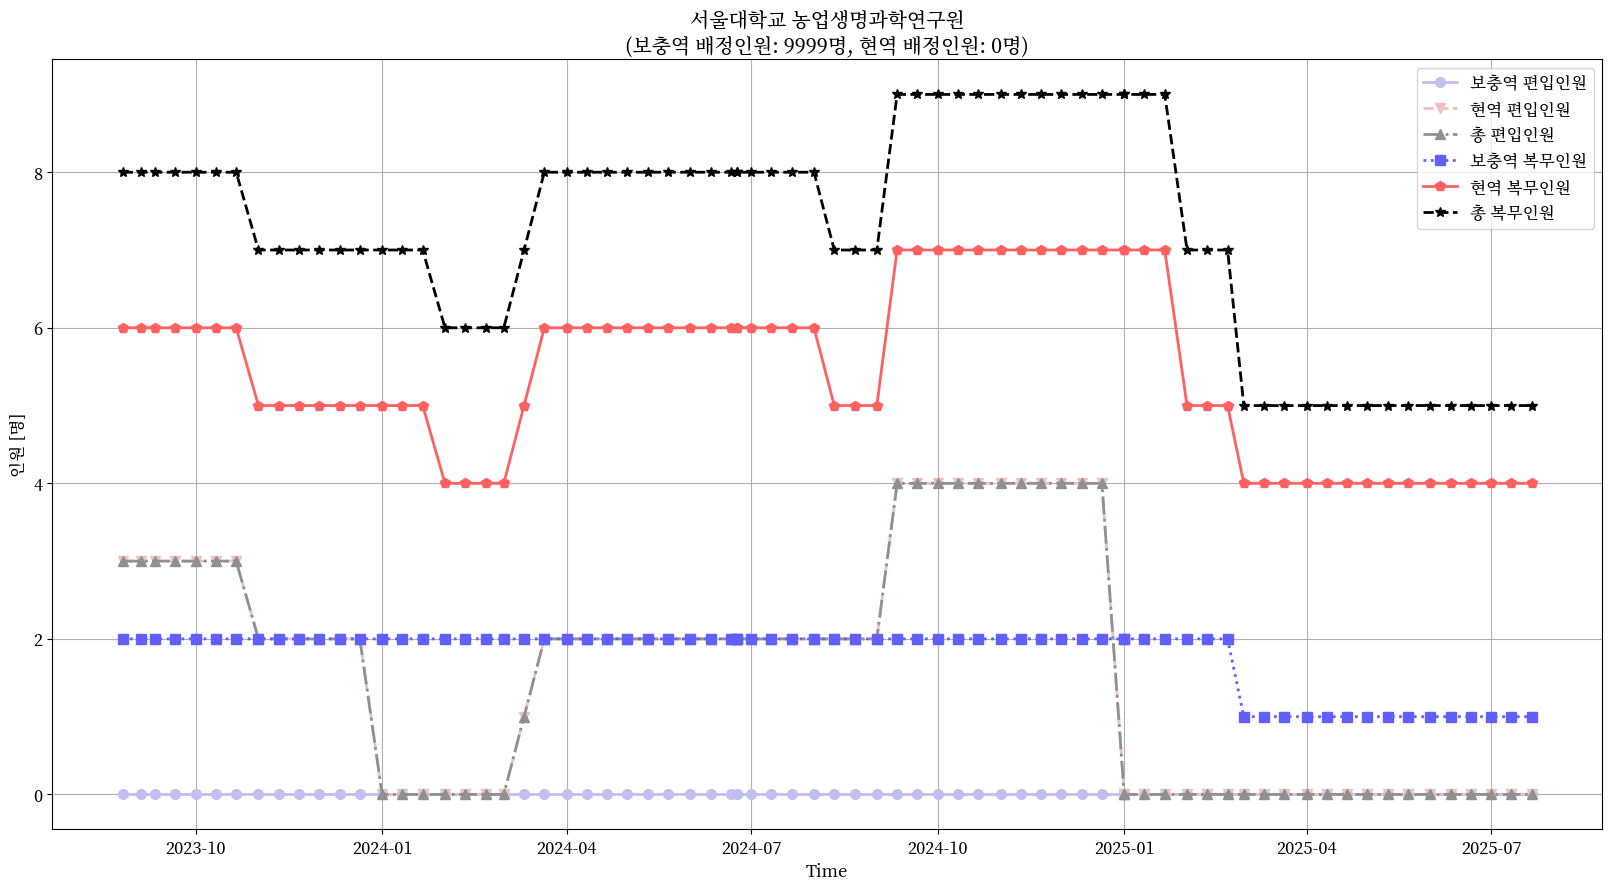 서울대학교 농업생명과학연구원
(보충역 배정인원: 9999명, 현역 배정인원: 0명)
보충역 편입인원
현역 편입인원
총 편입인원
보충역 복무인원
현역 복무인원
총 복무인원
인원 [명]
8
6
4
2
0
2023-10
2024-01
2024-04
2024-07
2024-10
2025-01
2025-04
2025-07
Time